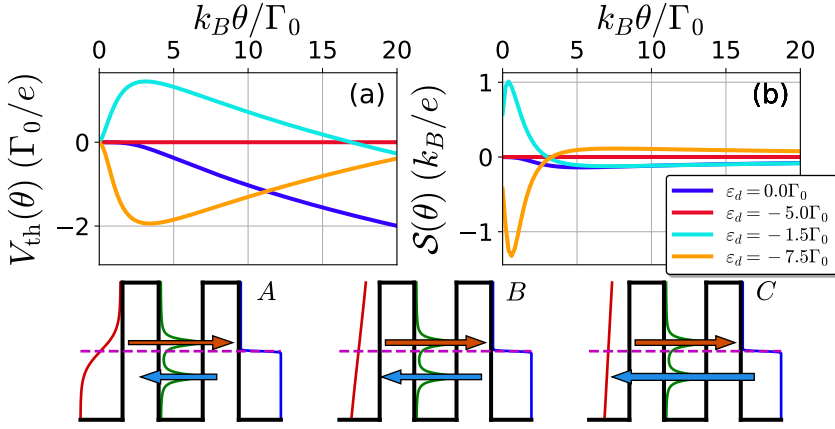 k_Bθ/Γ_0 k_Bθ/Γ_0
0 5 10 15 20 0 5 10 15 20
V_th(θ) (Γ_0/e)
0
−2
(a)
S(θ) (k_B/e)
1
0
−1
(b)
ε_d = 0.0Γ_0
ε_d = −5.0Γ_0
ε_d = −1.5Γ_0
ε_d = −7.5Γ_0
A B C